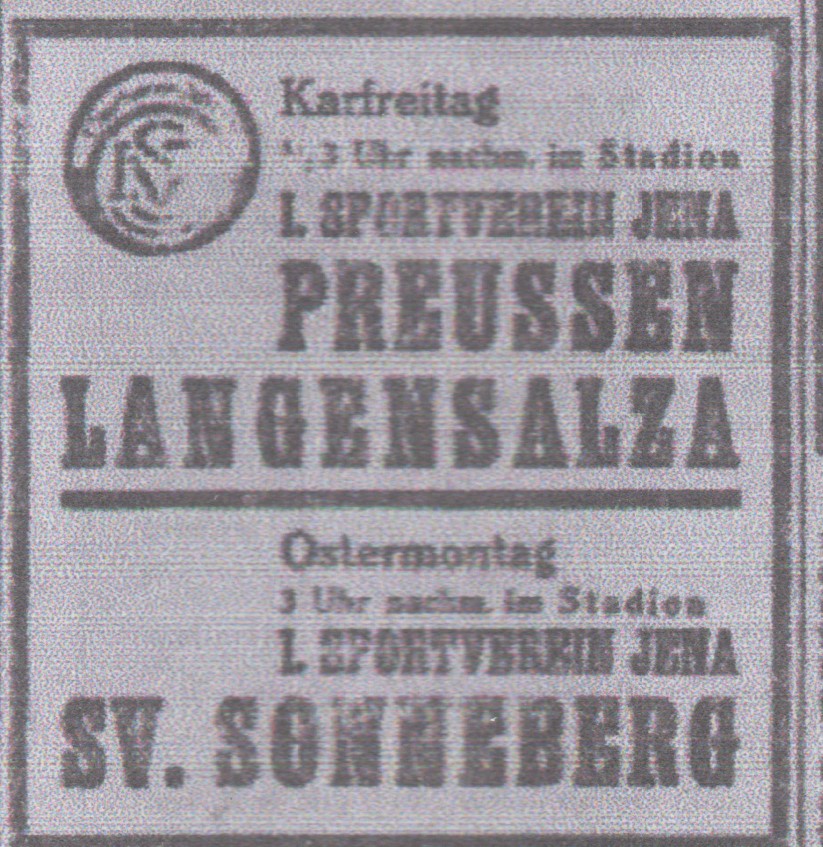 Karfreitag
½3 Uhr nachm. im Stadion
1. SPORTVEREIN JENA
PREUSSEN
LANGENSALZA
Ostermontag
3 Uhr nachm. im Stadion
1. SPORTVEREIN JENA
SV. SONNEBERG